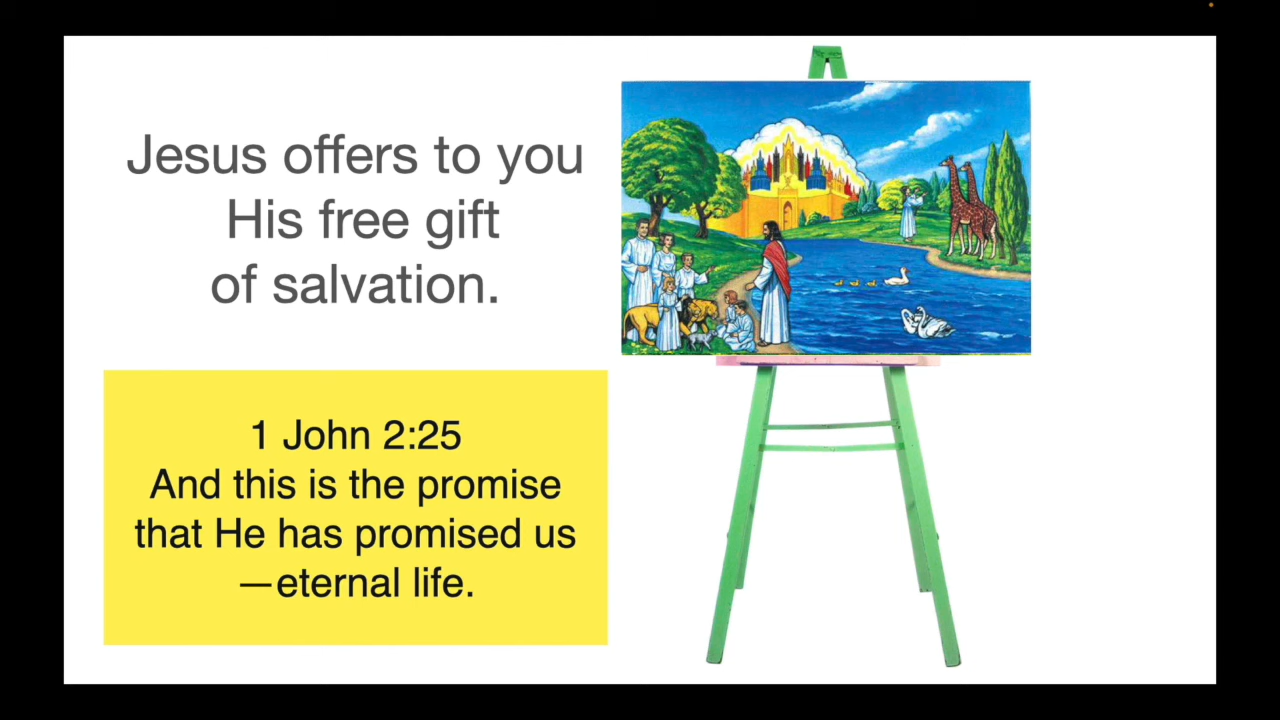 Jesus offers to you
His free gift
of salvation.
1 John 2:25
And this is the promise
that He has promised us
—eternal life.